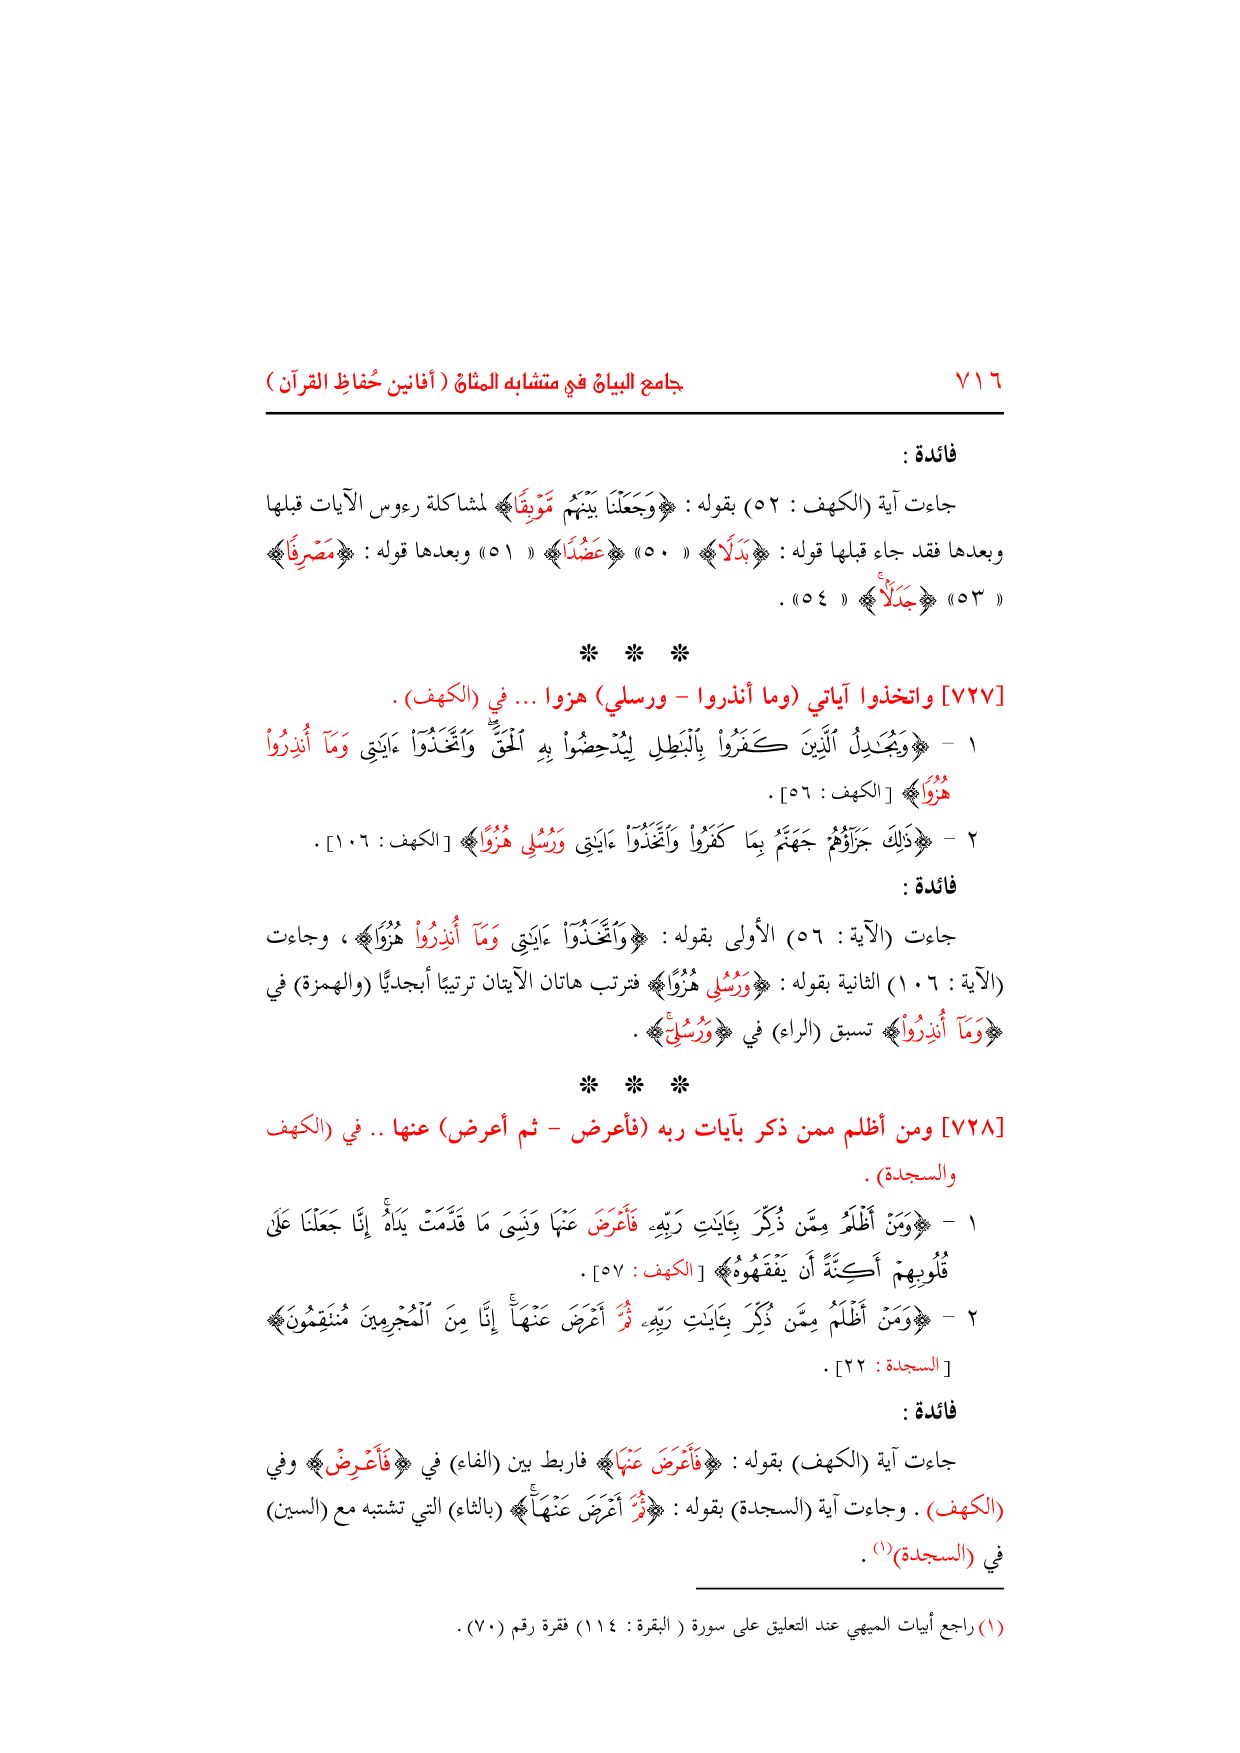 ٧١٦ جامع البيان في متشابه المثان ( أفانين حُفاظِ القرآن )
فائدة :
جاءت آية (الكهف : ٥٢) بقوله : ﴿وَجَعَلْنَا بَيْنَهُم مَّوْبِقًا﴾ لمشاكلة رءوس الآيات قبلها
وبعدها فقد جاء قبلها قوله : ﴿بَدَلًا﴾ « ٥٠» ﴿عَضُدًا﴾ « ٥١» وبعدها قوله : ﴿مَصْرِفًا﴾
« ٥٣» ﴿جَدَلًاۚ﴾ « ٥٤» .
❊ ❊ ❊
[٧٢٧] واتخذوا آياتي (وما أنذروا – ورسلي) هزوا ... في (الكهف) .
١ – ﴿وَيُجَٰدِلُ ٱلَّذِينَ كَفَرُواْ بِٱلْبَٰطِلِ لِيُدْحِضُواْ بِهِ ٱلْحَقَّۖ وَٱتَّخَذُوٓاْ ءَايَٰتِى وَمَآ أُنذِرُواْ
هُزُوًا﴾ [الكهف : ٥٦] .
٢ – ﴿ذَٰلِكَ جَزَآؤُهُمْ جَهَنَّمُ بِمَا كَفَرُواْ وَٱتَّخَذُوٓاْ ءَايَٰتِى وَرُسُلِى هُزُوًا﴾ [الكهف : ١٠٦] .
فائدة :
جاءت (الآية : ٥٦) الأولى بقوله : ﴿وَٱتَّخَذُوٓاْ ءَايَٰتِى وَمَآ أُنذِرُواْ هُزُوًا﴾ ، وجاءت
(الآية : ١٠٦) الثانية بقوله : ﴿وَرُسُلِى هُزُوًا﴾ فترتب هاتان الآيتان ترتيبًا أبجديًّا (والهمزة) في
﴿وَمَآ أُنذِرُواْ﴾ تسبق (الراء) في ﴿وَرُسُلِىٓۚ﴾ .
❊ ❊ ❊
[٧٢٨] ومن أظلم ممن ذكر بآيات ربه (فأعرض – ثم أعرض) عنها .. في (الكهف
والسجدة) .
١ – ﴿وَمَنْ أَظْلَمُ مِمَّن ذُكِّرَ بِـَٔايَٰتِ رَبِّهِۦ فَأَعْرَضَ عَنْهَا وَنَسِىَ مَا قَدَّمَتْ يَدَاهُۚ إِنَّا جَعَلْنَا عَلَىٰ
قُلُوبِهِمْ أَكِنَّةً أَن يَفْقَهُوهُ﴾ [الكهف : ٥٧] .
٢ – ﴿وَمَنْ أَظْلَمُ مِمَّن ذُكِّرَ بِـَٔايَٰتِ رَبِّهِۦ ثُمَّ أَعْرَضَ عَنْهَآۚ إِنَّا مِنَ ٱلْمُجْرِمِينَ مُنتَقِمُونَ﴾
[السجدة : ٢٢] .
فائدة :
جاءت آية (الكهف) بقوله : ﴿فَأَعْرَضَ عَنْهَا﴾ فاربط بين (الفاء) في ﴿فَأَعْرِضْ﴾ وفي
(الكهف) . وجاءت آية (السجدة) بقوله : ﴿ثُمَّ أَعْرَضَ عَنْهَآۚ﴾ (بالثاء) التي تشتبه مع (السين)
في (السجدة)(١) .
(١) راجع أبيات الميهي عند التعليق على سورة ( البقرة : ١١٤) فقرة رقم (٧٠) .